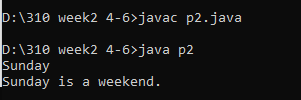 D:\310 week2 4-6>javac p2.java
D:\310 week2 4-6>java p2
Sunday
Sunday is a weekend.